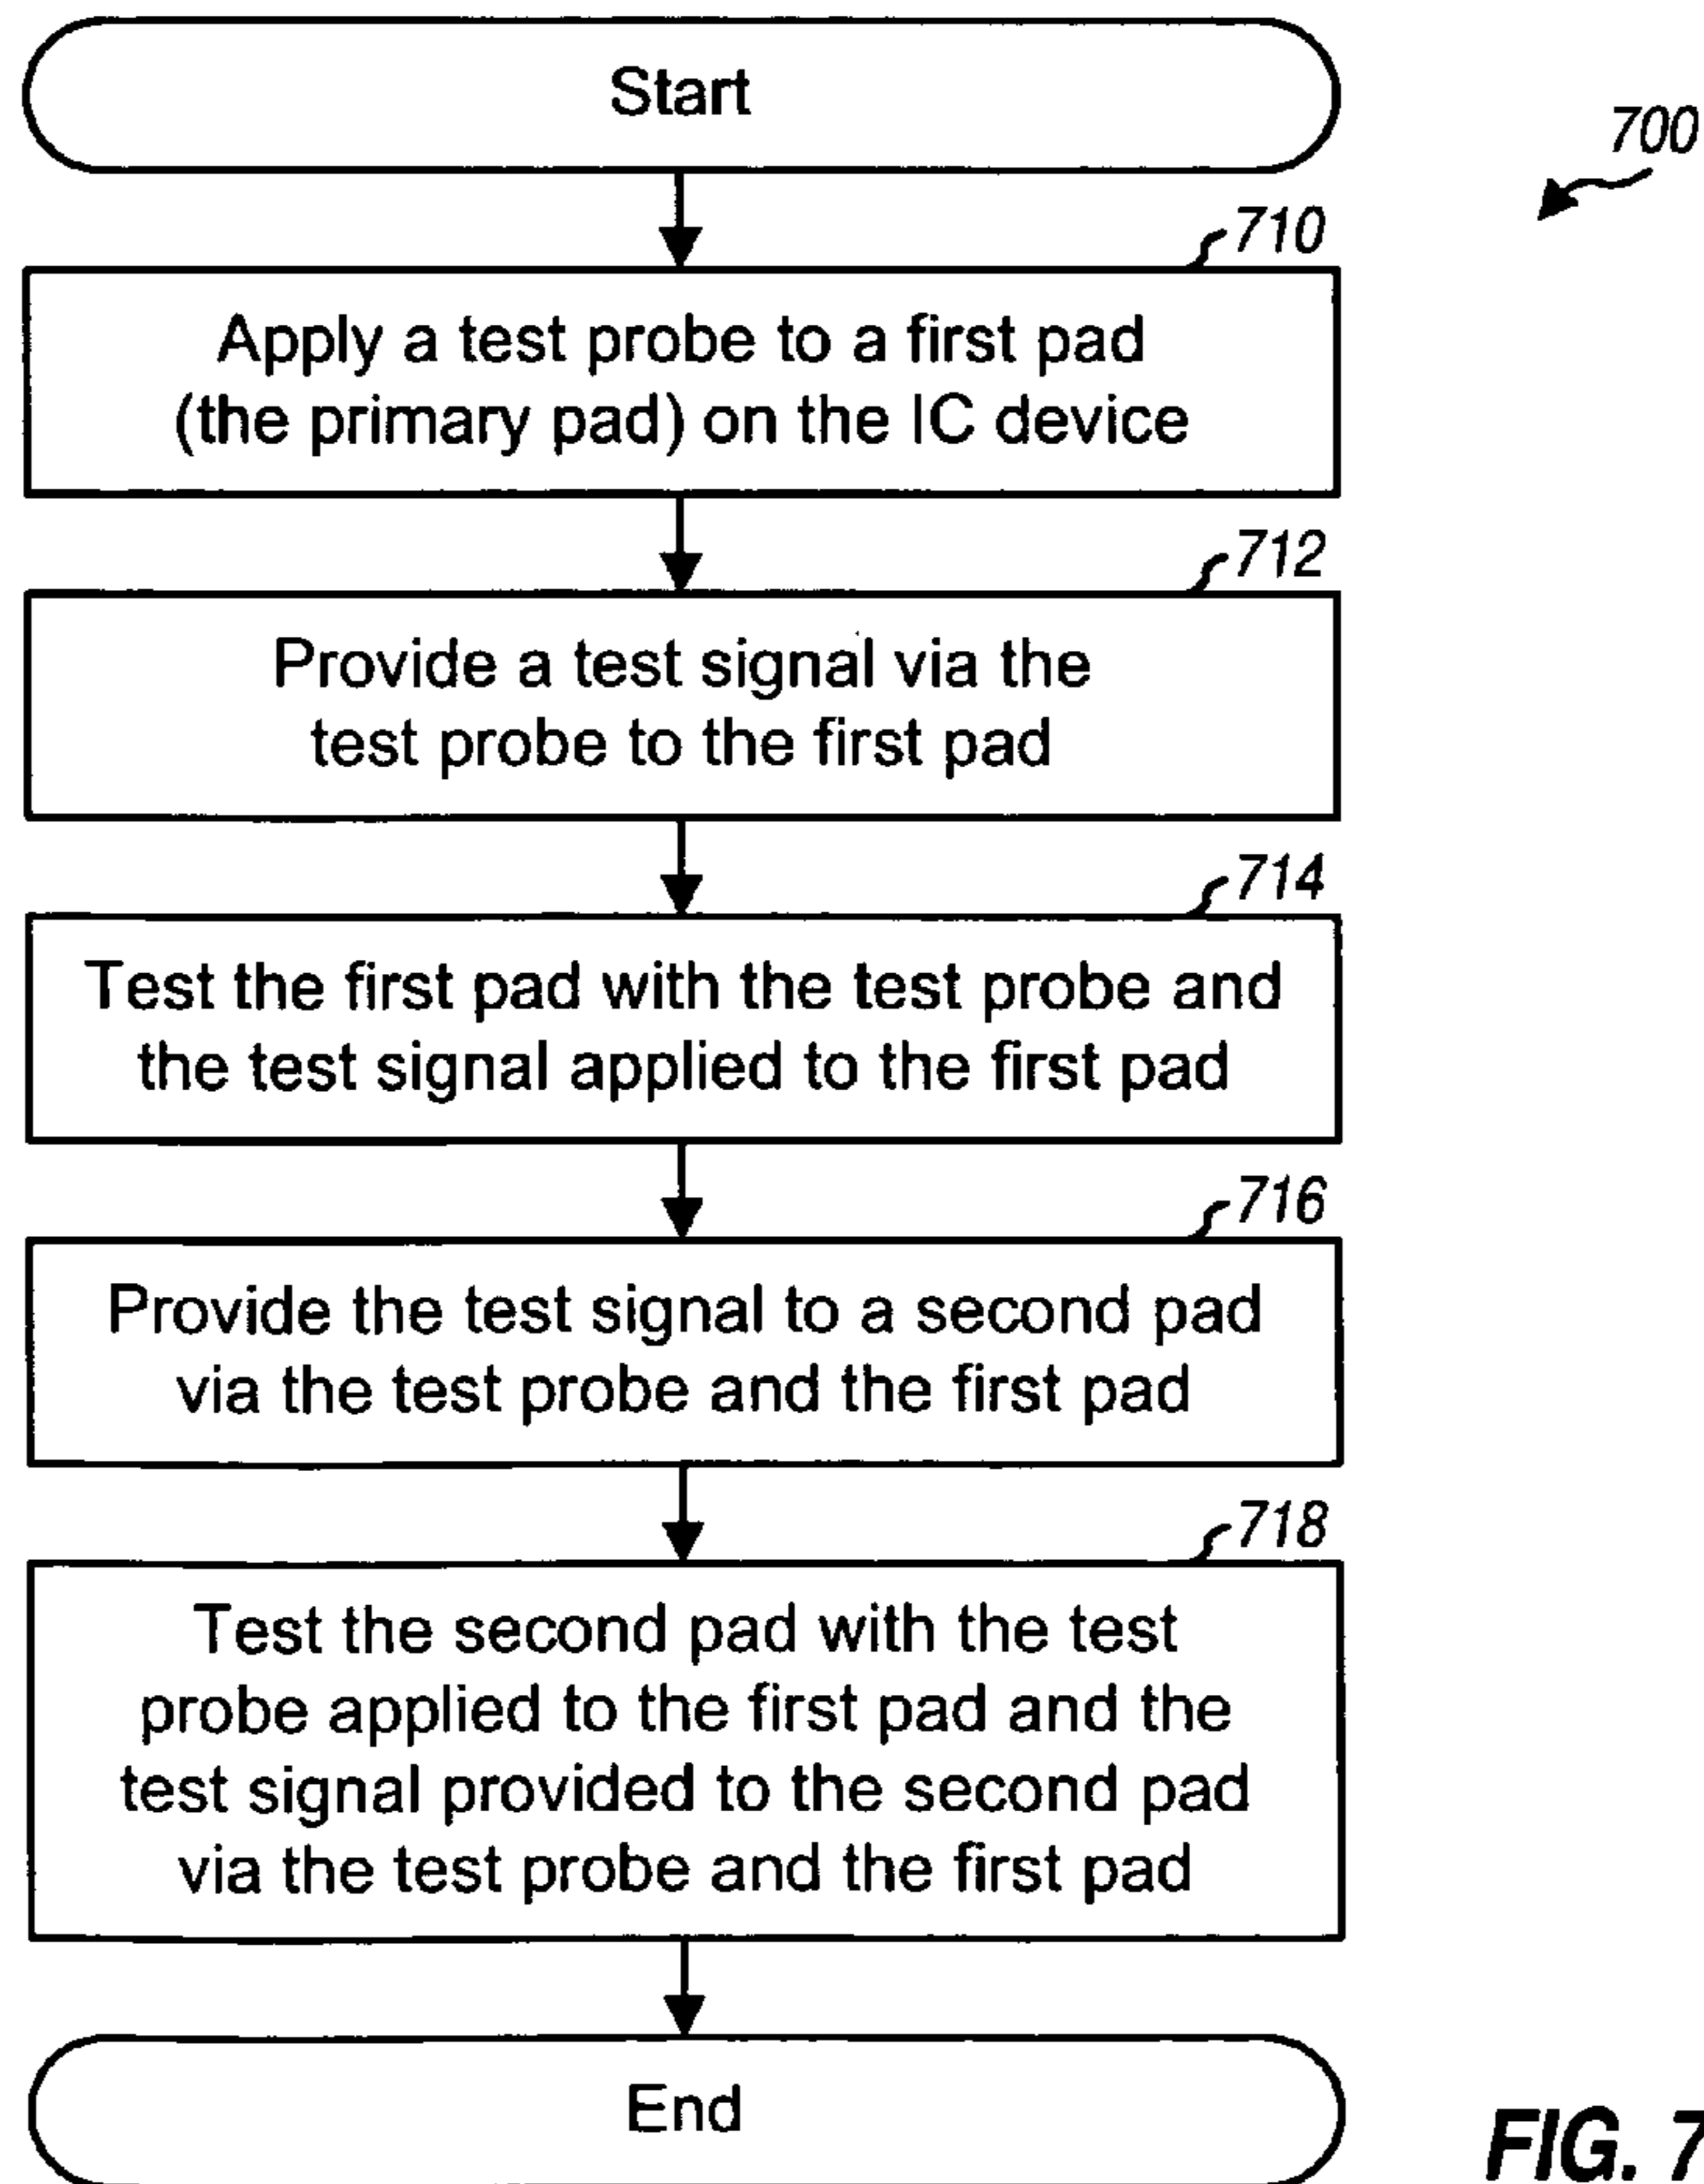 Start
700
710
Apply a test probe to a first pad
(the primary pad) on the IC device
712
Provide a test signal via the
test probe to the first pad
714
Test the first pad with the test probe and
the test signal applied to the first pad
716
Provide the test signal to a second pad
via the test probe and the first pad
718
Test the second pad with the test
probe applied to the first pad and the
test signal provided to the second pad
via the test probe and the first pad
End
FIG. 7